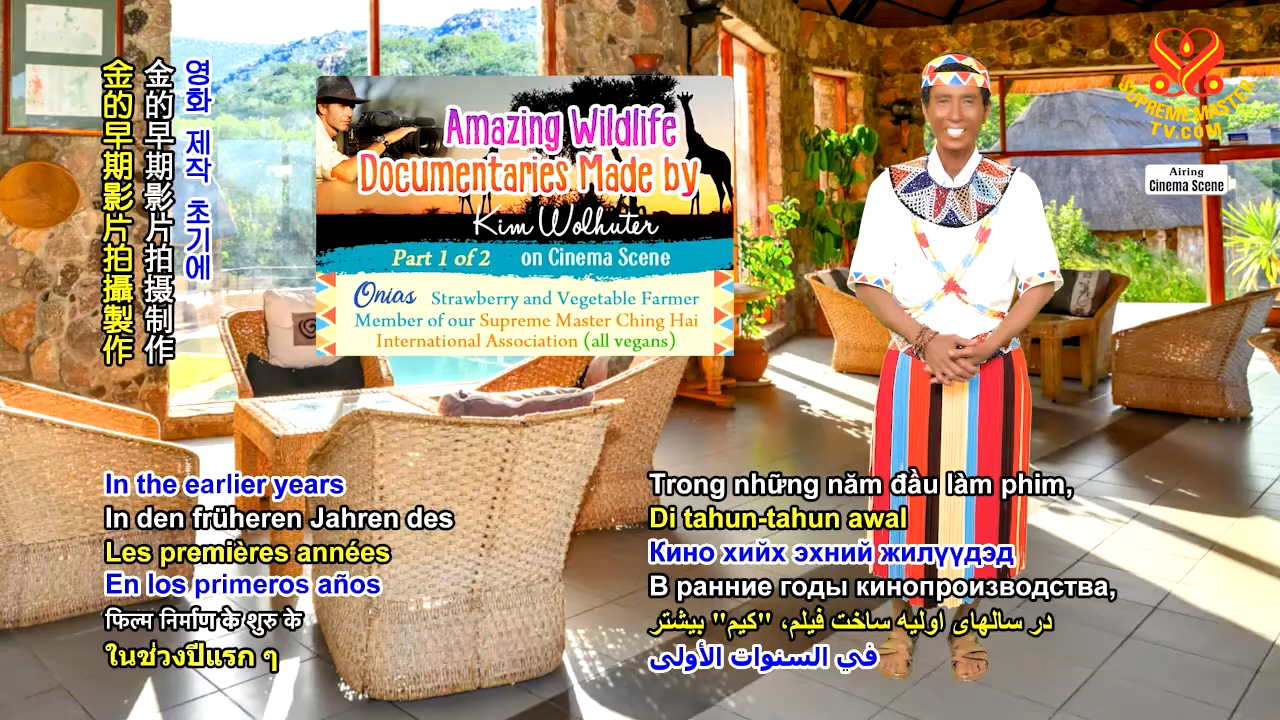 金的早期影片拍攝製作
金的早期影片拍摄制作
영화 제작 초기에
Amazing Wildlife
Documentaries Made by
Kim Wolhuter
Part 1 of 2 on Cinema Scene
Onias Strawberry and Vegetable Farmer
Member of our Supreme Master Ching Hai
International Association (all vegans)
SUPREME MASTER
TV.COM
Airing
Cinema Scene
In the earlier years
In den früheren Jahren des
Les premières années
En los primeros años
फिल्म निर्माण के शुरु के
ในช่วงปีแรก ๆ
Trong những năm đầu làm phim,
Di tahun-tahun awal
Кино хийх эхний жилүүдэд
В ранние годы кинопроизводства,
در سالهای اولیه ساخت فیلم، "کیم" بیشتر
في السنوات الأولى